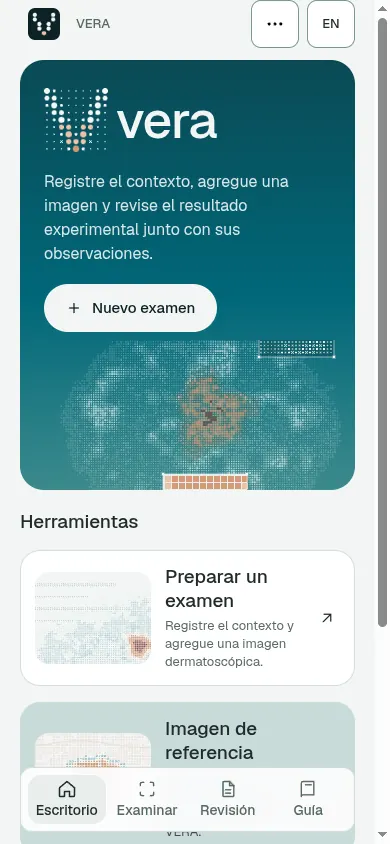 VERA
EN
vera
Registre el contexto, agregue una
imagen y revise el resultado
experimental junto con sus
observaciones.
+ Nuevo examen
Herramientas
Preparar un
examen
Registre el contexto y
agregue una imagen
dermatoscópica.
Imagen de
referencia
VERA.
Escritorio
Examinar
Revisión
Guía